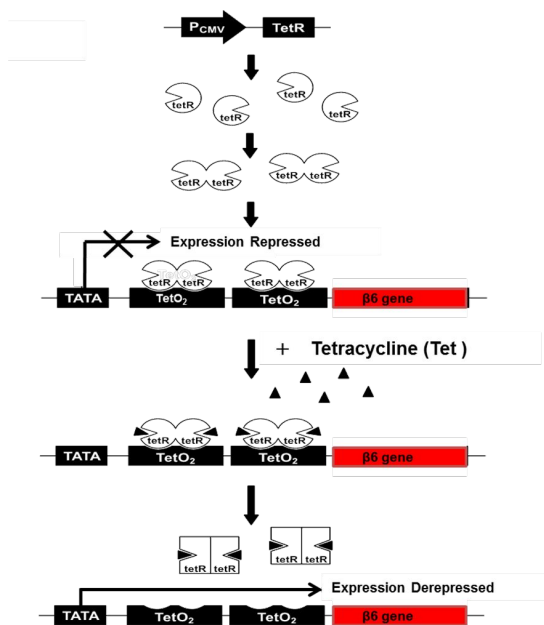 PCMV TetR
tetR
tetR
tetR
tetR
tetR tetR
tetR tetR
Expression Repressed
tetR tetR
tetR tetR
TATA TetO2 TetO2 β6 gene
+ Tetracycline (Tet )
tetR tetR
tetR tetR
TATA TetO2 TetO2 β6 gene
tetR tetR
tetR tetR
Expression Derepressed
TATA TetO2 TetO2 β6 gene